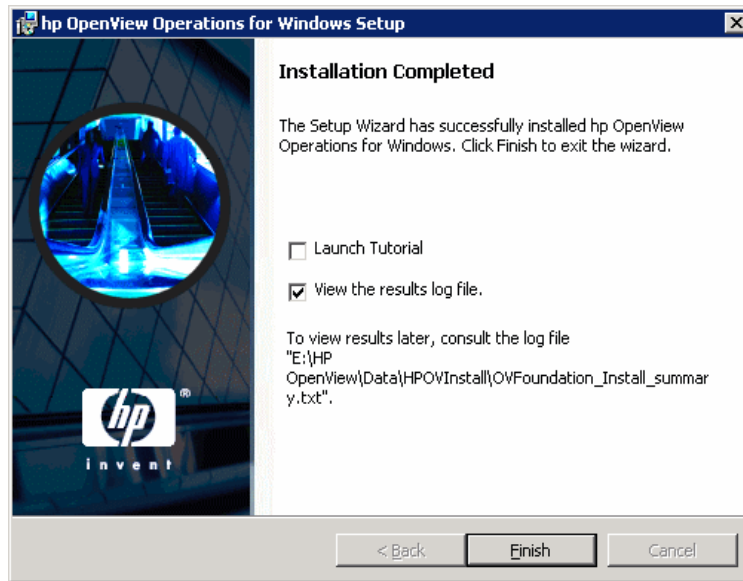 hp OpenView Operations for Windows Setup
Installation Completed
The Setup Wizard has successfully installed hp OpenView
Operations for Windows. Click Finish to exit the wizard.
Launch Tutorial
View the results log file.
To view results later, consult the log file
"E:\HP
OpenView\Data\HPOVInstall\OVFoundation_Install_summar
y.txt".
hp ®
invent
< Back Finish Cancel